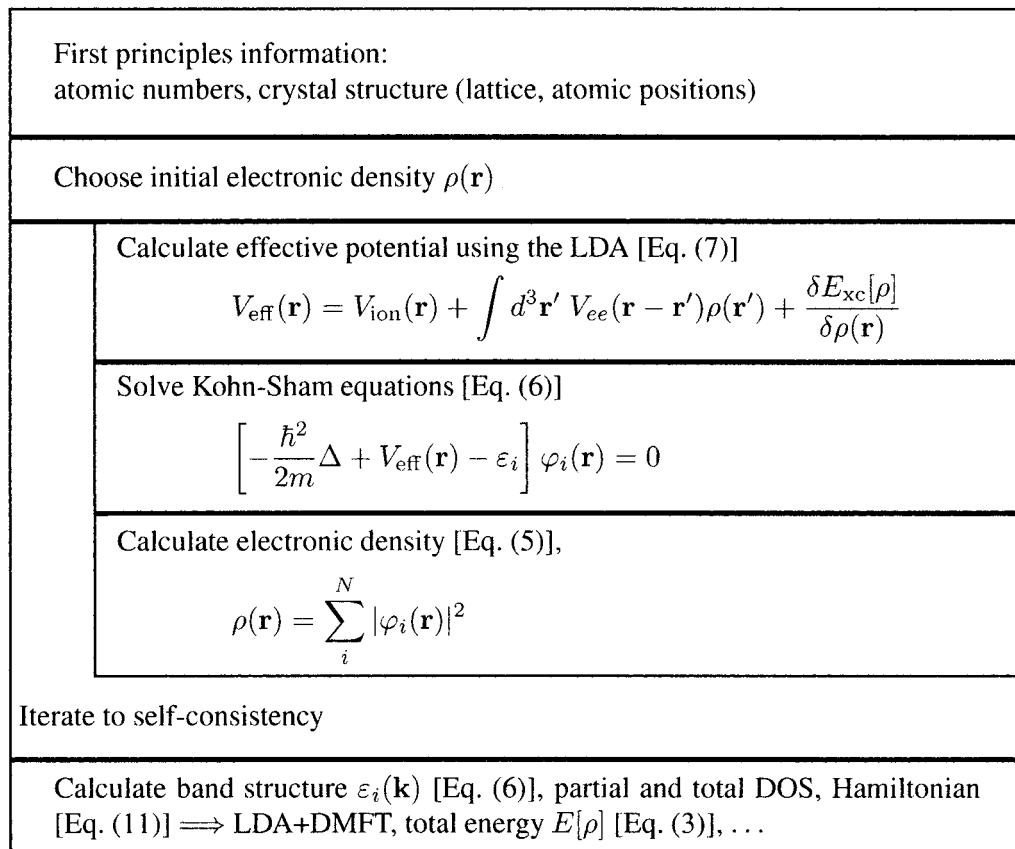 First principles information:
atomic numbers, crystal structure (lattice, atomic positions)
Choose initial electronic density ρ(𝐫)
Calculate effective potential using the LDA [Eq. (7)]
V_eff(𝐫) = V_ion(𝐫) + ∫ d³𝐫′ V_ee(𝐫 − 𝐫′)ρ(𝐫′) + δE_xc[ρ] / δρ(𝐫)
Solve Kohn-Sham equations [Eq. (6)]
[−ħ²/2m Δ + V_eff(𝐫) − ε_i] φ_i(𝐫) = 0
Calculate electronic density [Eq. (5)],
ρ(𝐫) = ∑_i^N |φ_i(𝐫)|²
Iterate to self-consistency
Calculate band structure ε_i(𝐤) [Eq. (6)], partial and total DOS, Hamiltonian
[Eq. (11)] ⟹ LDA+DMFT, total energy E[ρ] [Eq. (3)], …